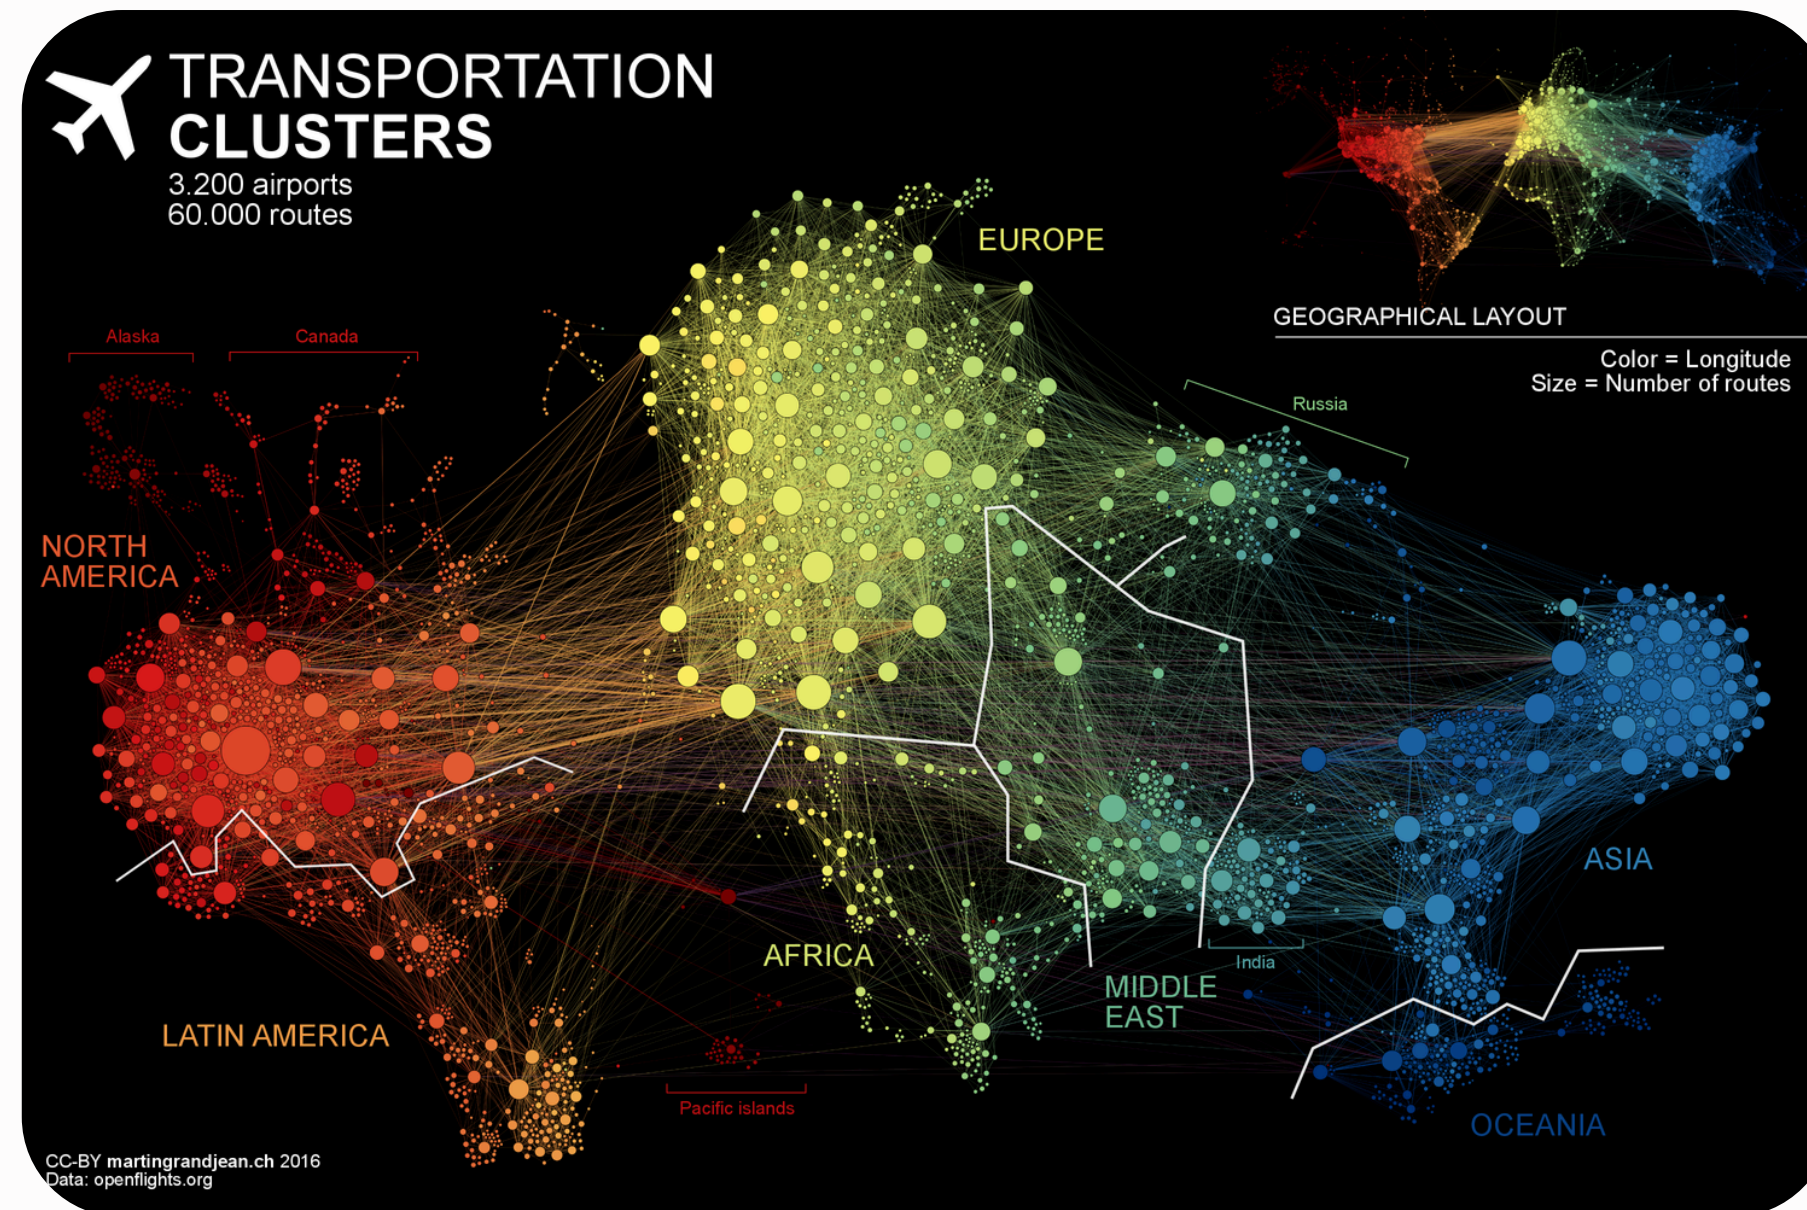 TRANSPORTATION
CLUSTERS
3.200 airports
60.000 routes
EUROPE
GEOGRAPHICAL LAYOUT
Color = Longitude
Size = Number of routes
Alaska
Canada
Russia
NORTH
AMERICA
ASIA
AFRICA
India
MIDDLE
EAST
LATIN AMERICA
Pacific islands
OCEANIA
CC-BY martingrandjean.ch 2016
Data: openflights.org